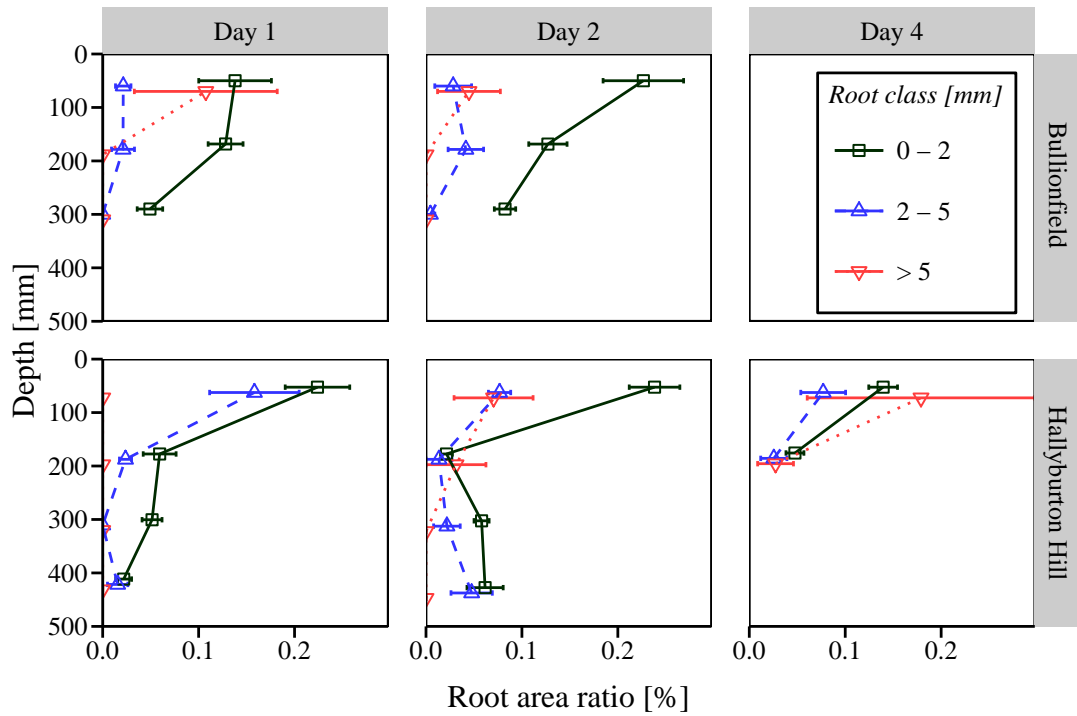 Day 1
Day 2
Day 4
0
100
200
300
400
500
Root class [mm]
0 – 2
2 – 5
> 5
Bullionfield
Depth [mm]
0
100
200
300
400
500
Hallyburton Hill
0.0 0.1 0.2
0.0 0.1 0.2
0.0 0.1 0.2
Root area ratio [%]